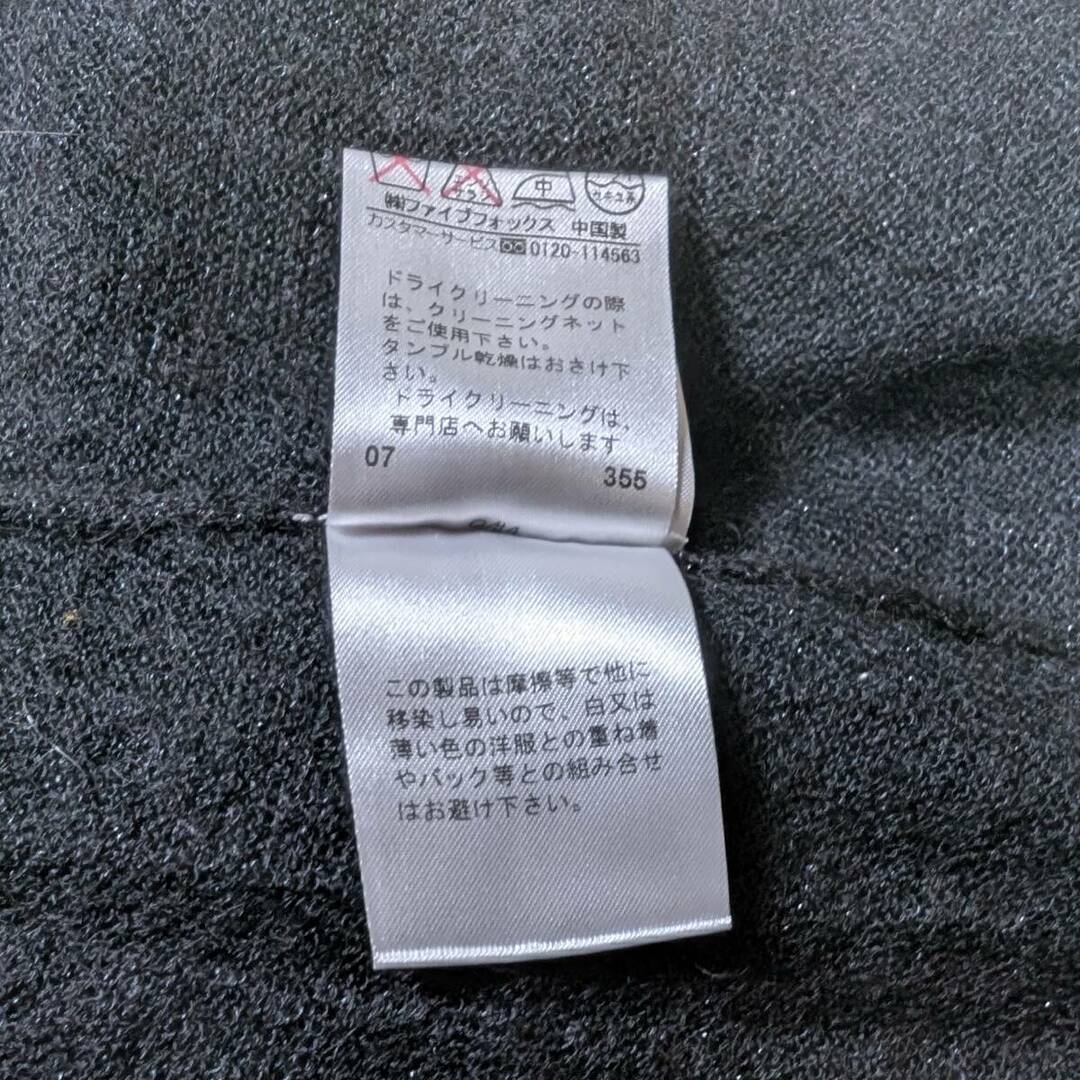 中
㈱ファイブフォックス 中国製
カスタマーサービス 0120-114563
ドライクリーニングの際
は、クリーニングネット
をご使用下さい。
タンブル乾燥はおさけ下
さい。
ドライクリーニングは、
専門店へお願いします
07 355
この製品は摩擦等で他に
移染し易いので、白又は
薄い色の洋服との重ね着
やバック等との組み合せ
はお避け下さい。